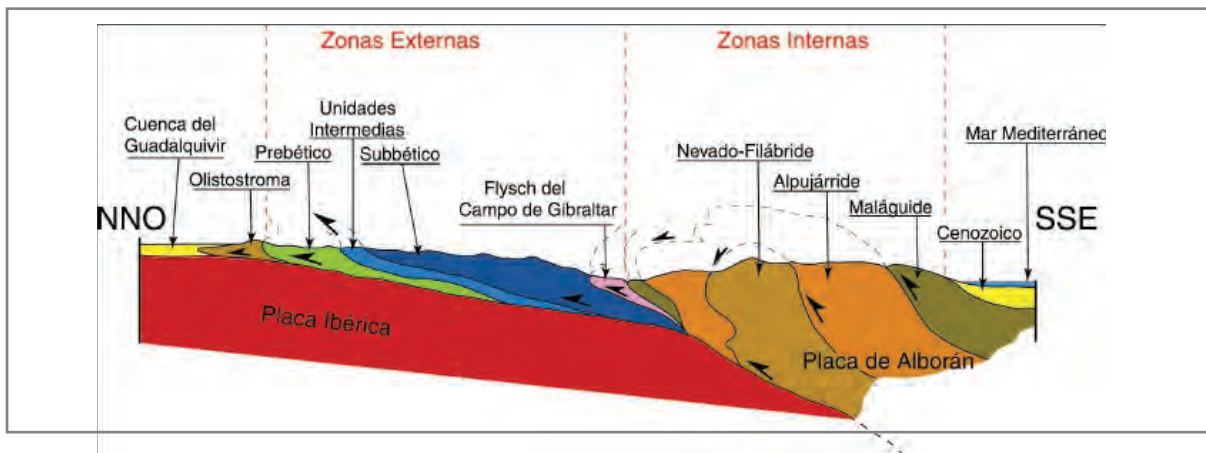 Zonas Externas
Zonas Internas
Cuenca del
Guadalquivir
Olistostroma
Prebético
Unidades
Intermedias
Subbético
Flysch del
Campo de Gibraltar
Nevado-Filábride
Alpujárride
Maláguide
Cenozoico
Mar Mediterráneo
NNO
SSE
Placa Ibérica
Placa de Alborán